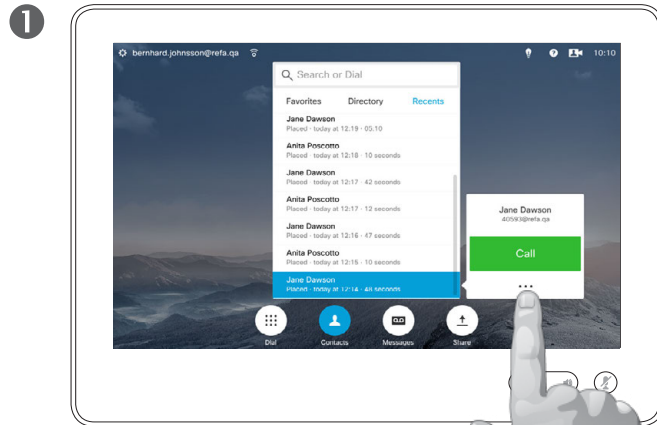 1
bernhard.johnsson@refa.qa
10:10
Search or Dial
Favorites Directory Recents
Jane Dawson
Placed - today at 12.19 - 05:10
Anita Poscotto
Placed - today at 12:18 - 10 seconds
Jane Dawson
Placed - today at 12:17 - 42 seconds
Anita Poscotto
Placed - today at 12:17 - 12 seconds
Jane Dawson
Placed - today at 12:16 - 47 seconds
Anita Poscotto
Placed - today at 12:15 - 10 seconds
Jane Dawson
Placed - today at 12:14 - 48 seconds
Jane Dawson
40593@refa.qa
Call
...
Dial Contacts Messages Share